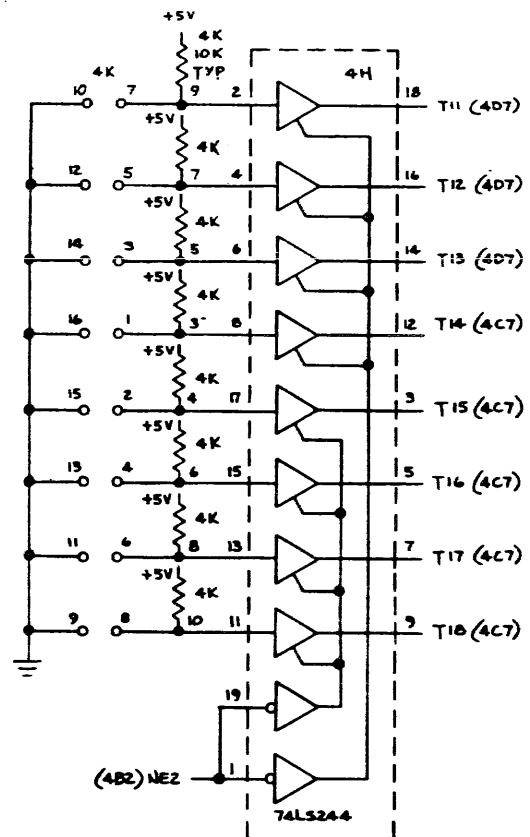 +5V
4K
10K
TYP
4K
4H
10 7 9 2 18 T11 (4D7)
+5V
4K
12 5 7 4 16 T12 (4D7)
+5V
4K
14 3 5 6 14 T13 (4D7)
+5V
4K
16 1 3 8 12 T14 (4C7)
+5V
4K
15 2 4 17 3 T15 (4C7)
+5V
4K
13 4 6 15 5 T16 (4C7)
+5V
4K
11 6 8 13 7 T17 (4C7)
+5V
4K
9 8 10 11 9 T18 (4C7)
19
(4B2) NE2 1
74LS244